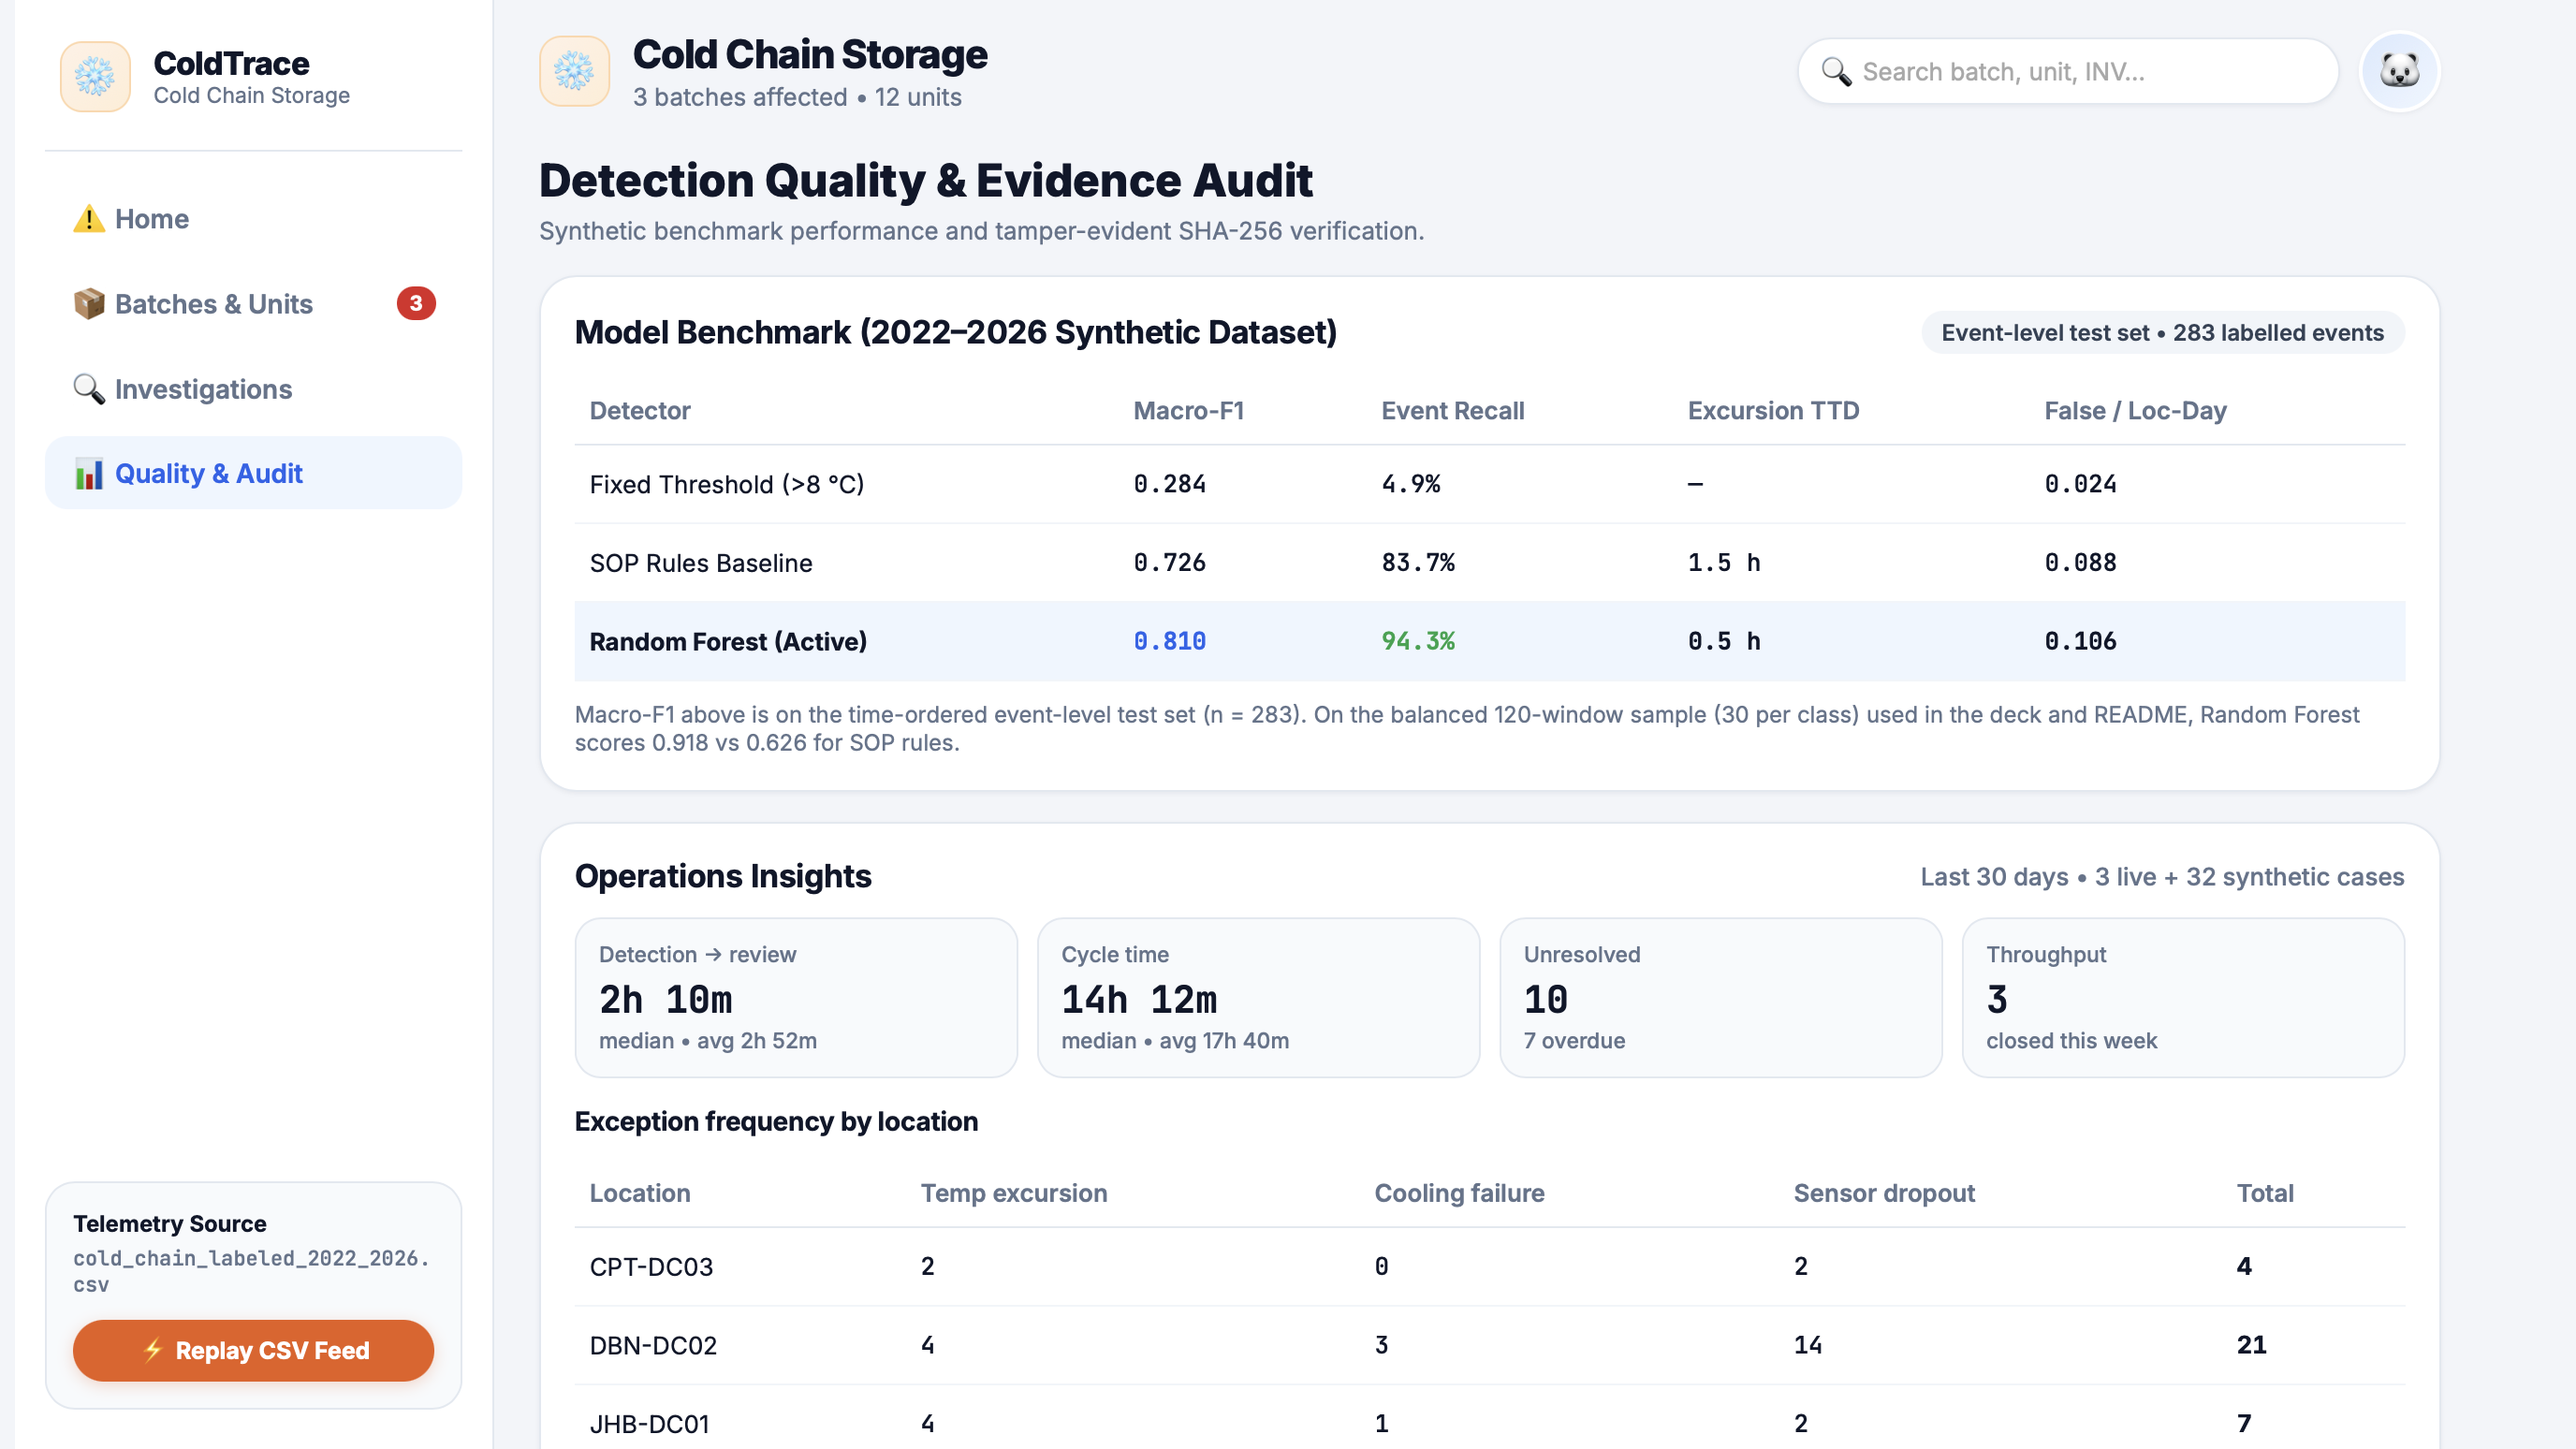 ColdTrace
Cold Chain Storage
Home
Batches & Units 3
Investigations
Quality & Audit
Telemetry Source
cold_chain_labeled_2022_2026.
csv
Replay CSV Feed
Cold Chain Storage
3 batches affected • 12 units
Search batch, unit, INV...
Detection Quality & Evidence Audit
Synthetic benchmark performance and tamper-evident SHA-256 verification.
Model Benchmark (2022–2026 Synthetic Dataset)
Event-level test set • 283 labelled events
Detector Macro-F1 Event Recall Excursion TTD False / Loc-Day
Fixed Threshold (>8 °C) 0.284 4.9% — 0.024
SOP Rules Baseline 0.726 83.7% 1.5 h 0.088
Random Forest (Active) 0.810 94.3% 0.5 h 0.106
Macro-F1 above is on the time-ordered event-level test set (n = 283). On the balanced 120-window sample (30 per class) used in the deck and README, Random Forest
scores 0.918 vs 0.626 for SOP rules.
Operations Insights
Last 30 days • 3 live + 32 synthetic cases
Detection → review
2h 10m
median • avg 2h 52m
Cycle time
14h 12m
median • avg 17h 40m
Unresolved
10
7 overdue
Throughput
3
closed this week
Exception frequency by location
Location Temp excursion Cooling failure Sensor dropout Total
CPT-DC03 2 0 2 4
DBN-DC02 4 3 14 21
JHB-DC01 4 1 2 7